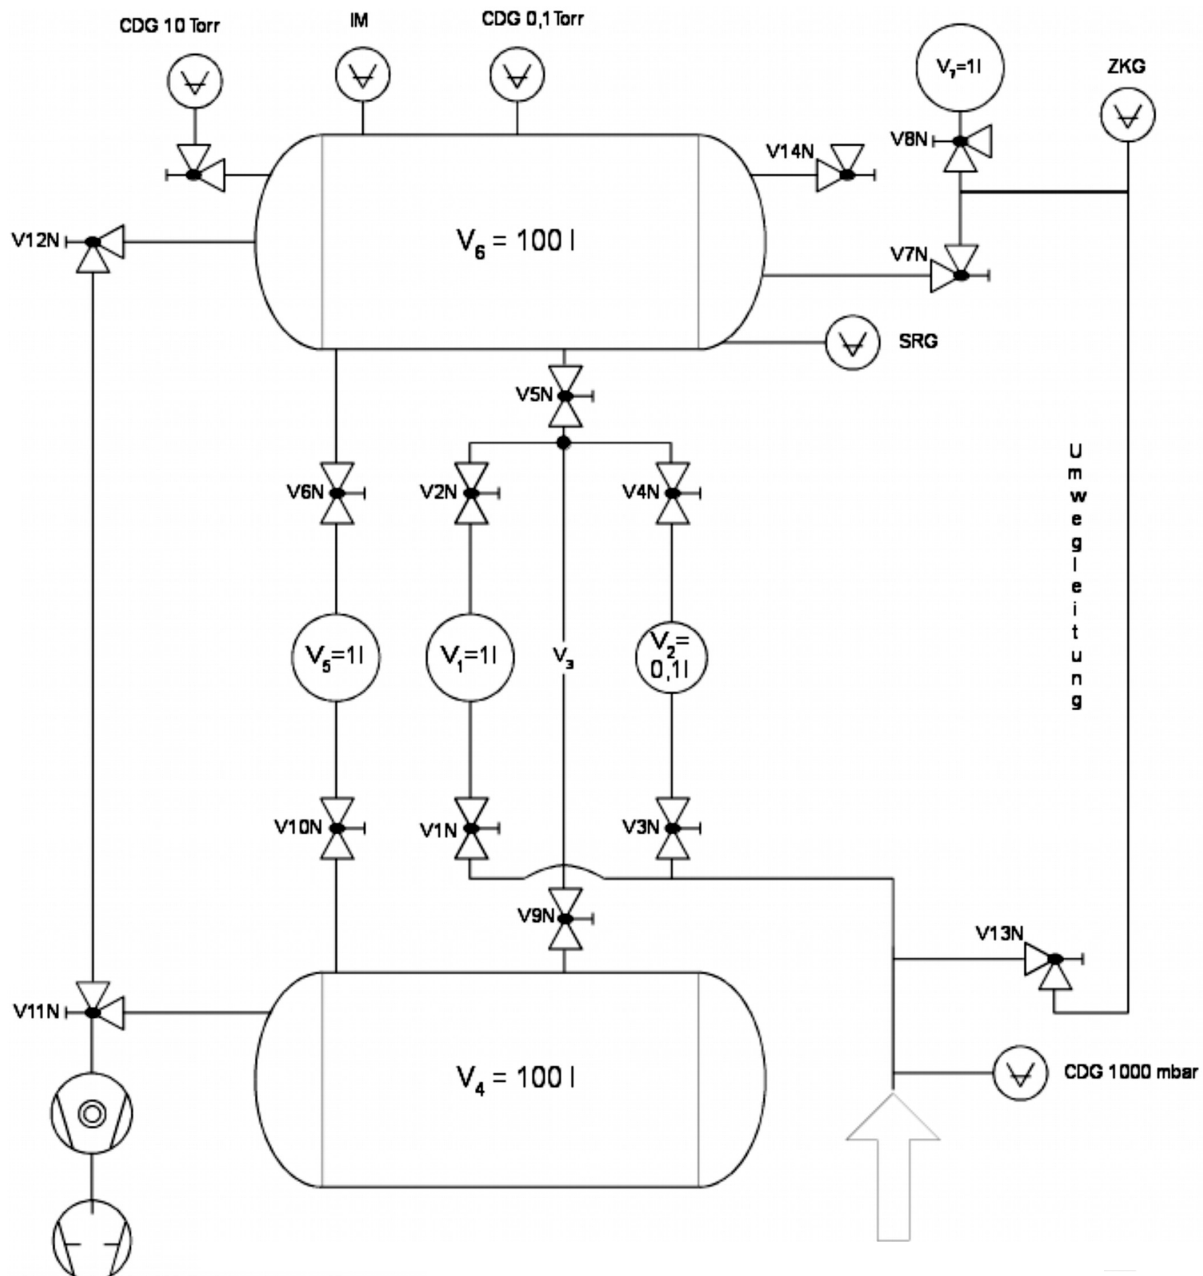 CDG 10 Torr
IM
CDG 0,1Torr
V₇=1l
ZKG
V8N
V14N
V12N
V₆ = 100 l
V7N
SRG
V5N
V6N
V2N
V4N
Umwegleitung
V₅=1l
V₁=1l
V₃
V₂=
0,1l
V10N
V1N
V3N
V9N
V13N
V11N
V₄ = 100 l
CDG 1000 mbar